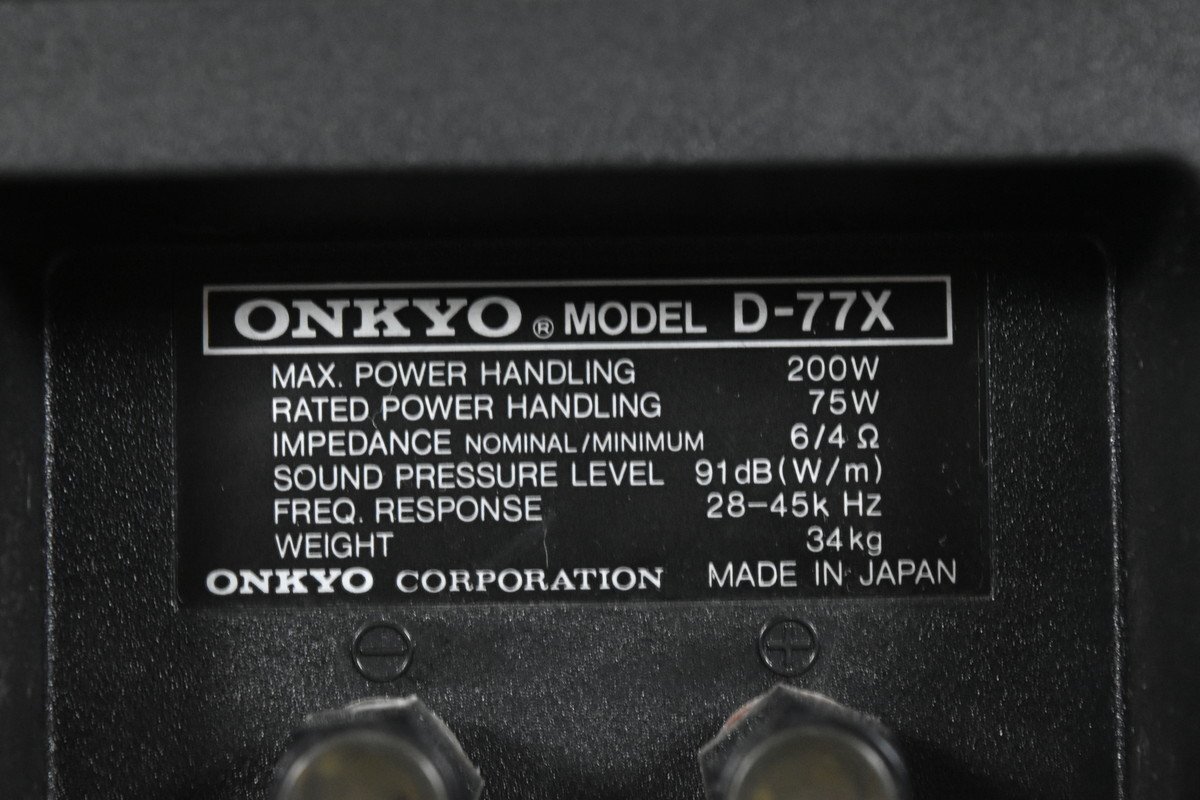 ONKYO® MODEL D-77X
MAX. POWER HANDLING 200W
RATED POWER HANDLING 75W
IMPEDANCE NOMINAL/MINIMUM 6/4 Ω
SOUND PRESSURE LEVEL 91dB(W/m)
FREQ. RESPONSE 28-45k Hz
WEIGHT 34kg
ONKYO CORPORATION MADE IN JAPAN
⊖ ⊕